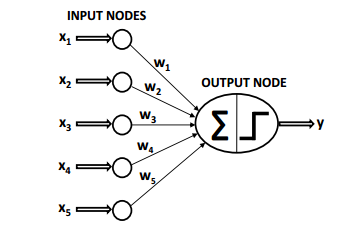 INPUT NODES
x1
w1
x2
w2
OUTPUT NODE
x3
w3
∑
y
x4
w4
x5
w5